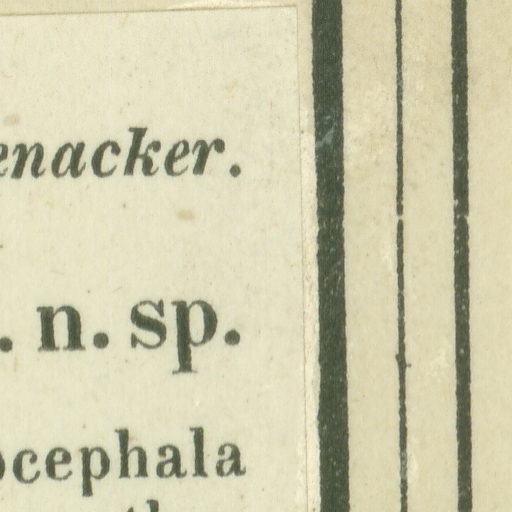 enacker.
. n. sp.
ocephala